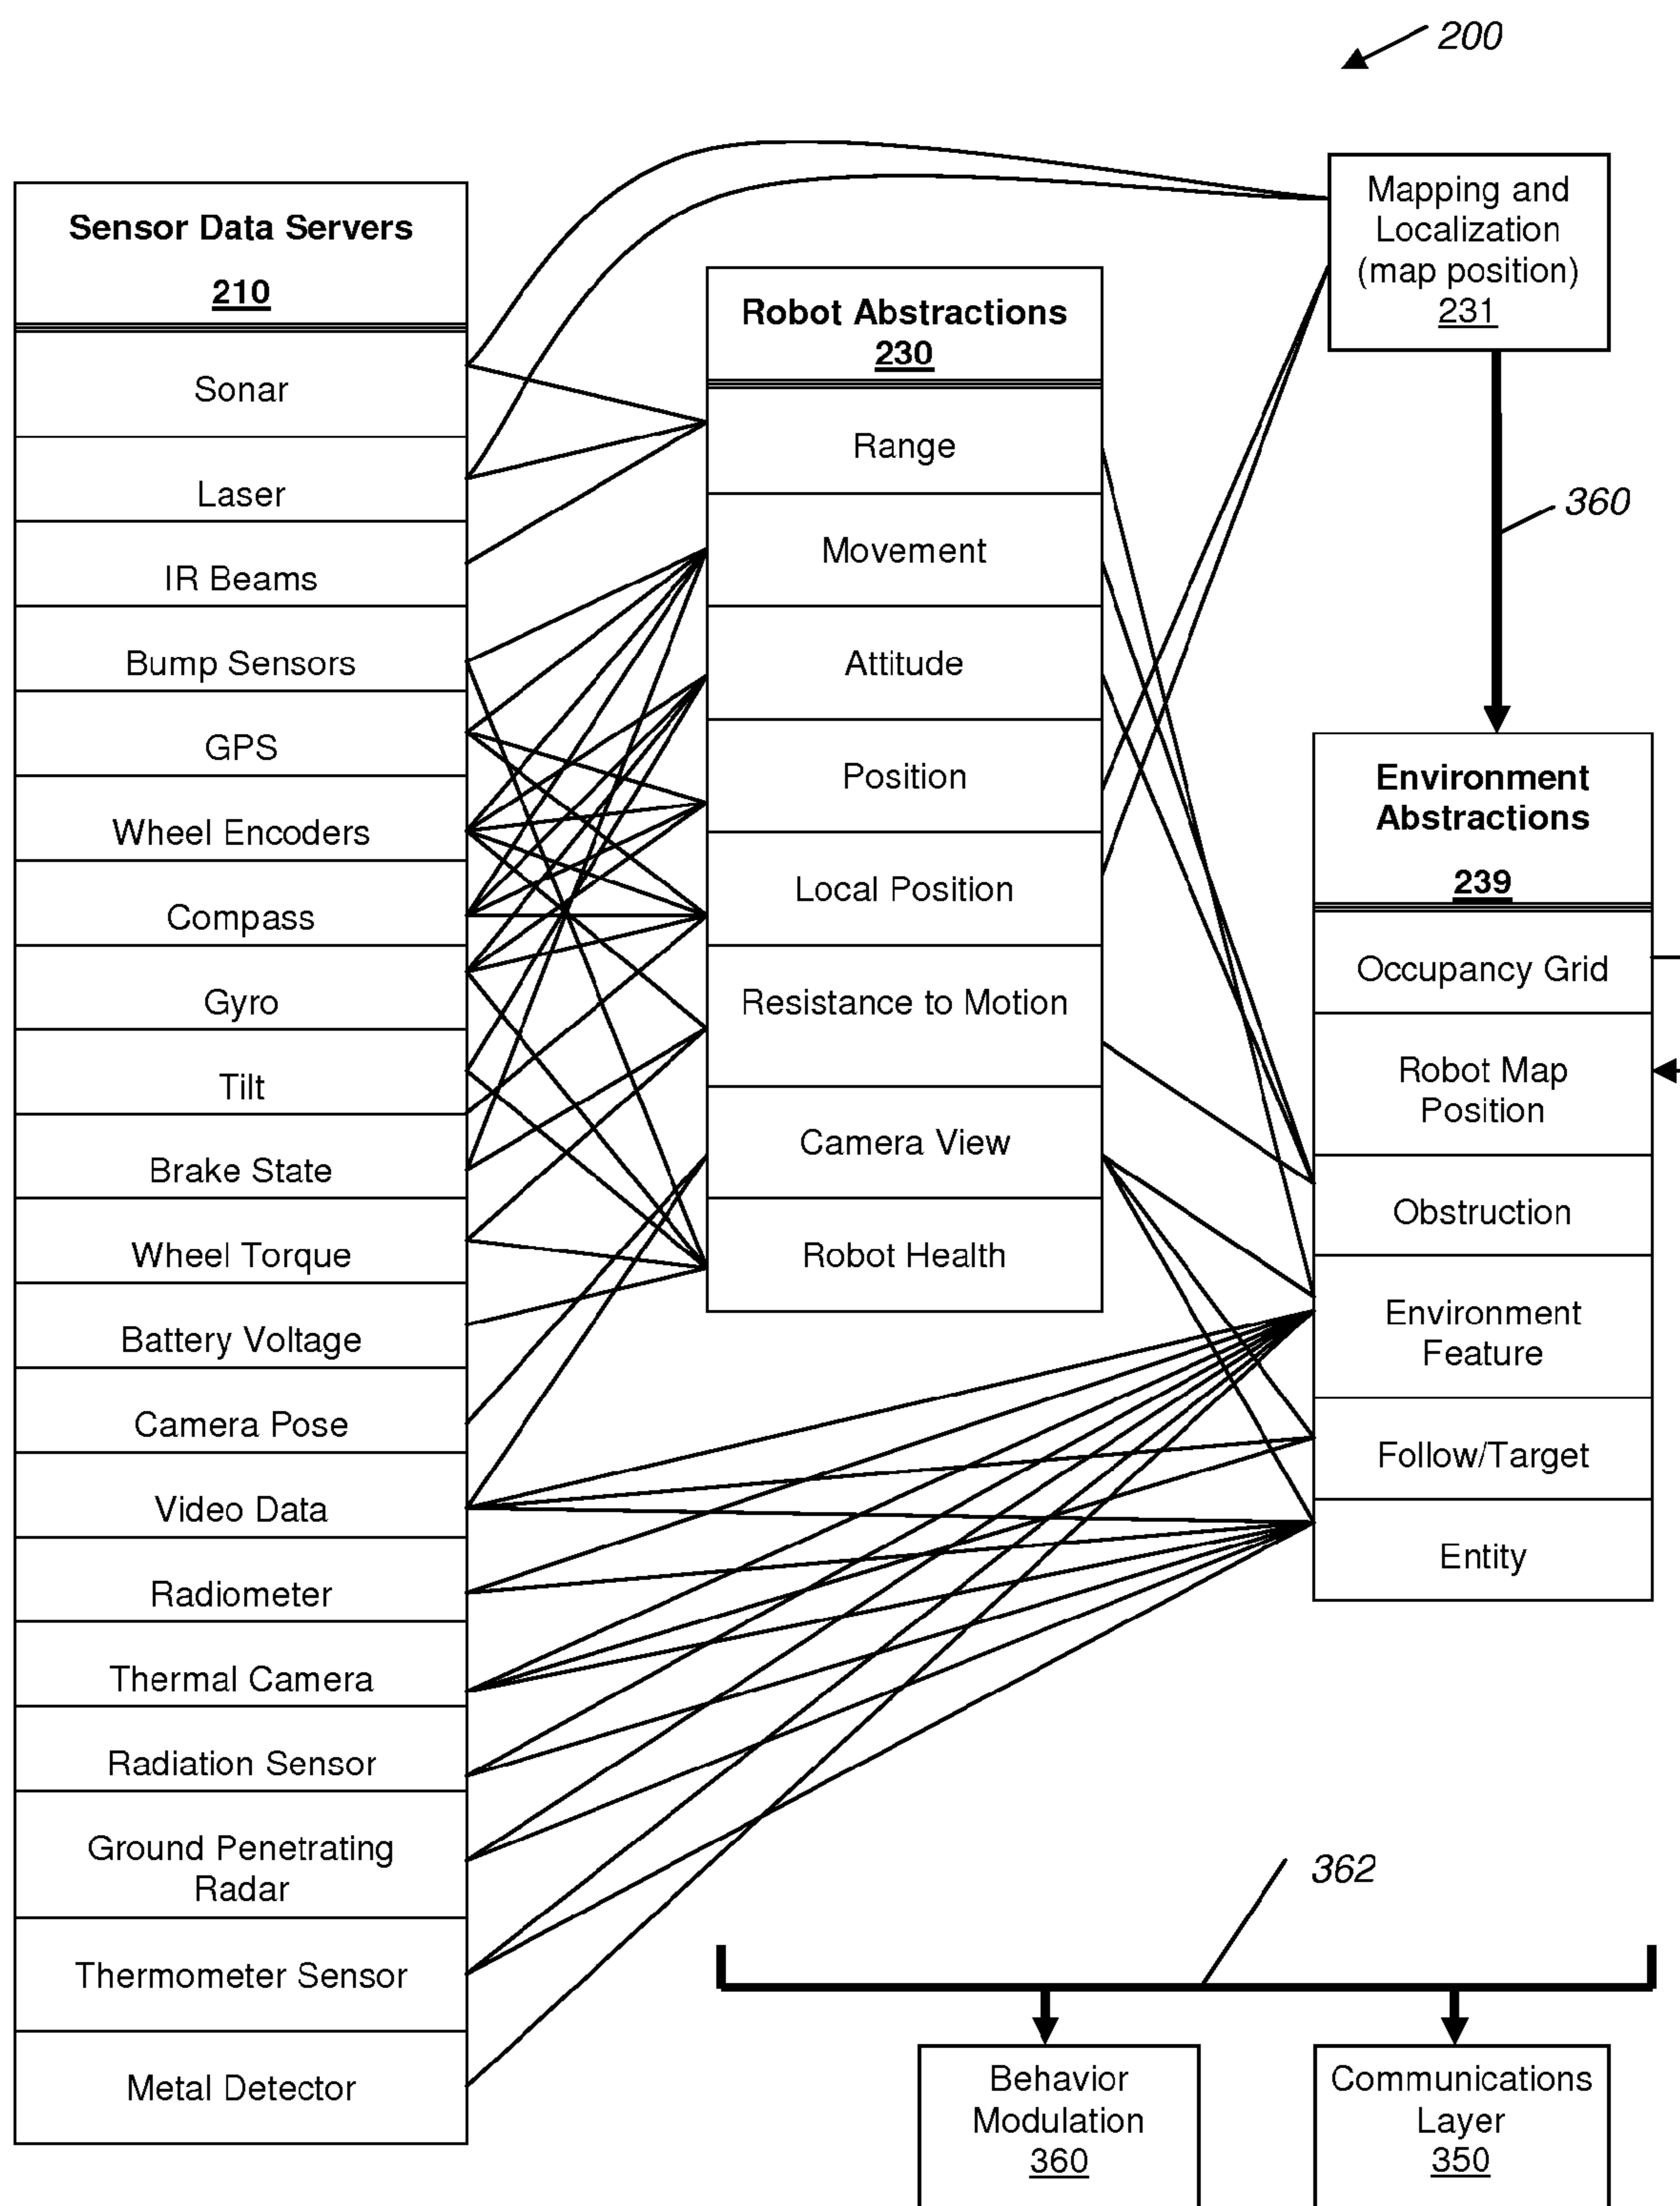 200
Sensor Data Servers
210
Sonar
Laser
IR Beams
Bump Sensors
GPS
Wheel Encoders
Compass
Gyro
Tilt
Brake State
Wheel Torque
Battery Voltage
Camera Pose
Video Data
Radiometer
Thermal Camera
Radiation Sensor
Ground Penetrating
Radar
Thermometer Sensor
Metal Detector
Robot Abstractions
230
Range
Movement
Attitude
Position
Local Position
Resistance to Motion
Camera View
Robot Health
Mapping and
Localization
(map position)
231
360
Environment
Abstractions
239
Occupancy Grid
Robot Map
Position
Obstruction
Environment
Feature
Follow/Target
Entity
362
Behavior
Modulation
360
Communications
Layer
350